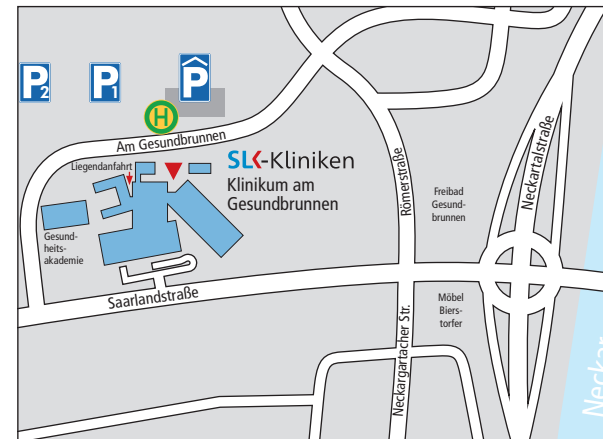 P2
P1
P
H
Am Gesundbrunnen
Liegendanfahrt
SLK-Kliniken
Klinikum am
Gesundbrunnen
Gesund-
heits-
akademie
Saarlandstraße
Römerstraße
Freibad
Gesund-
brunnen
Neckartalstraße
Möbel
Biers-
torfer
Neckargartacher Str.
Neckar